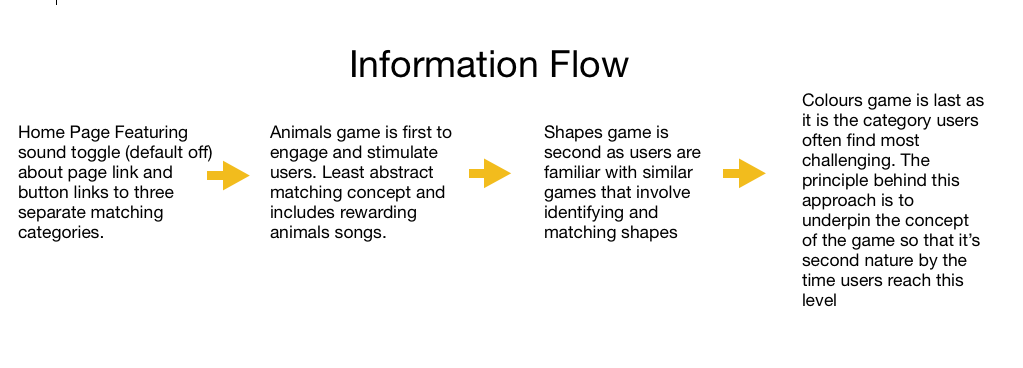 Information Flow
Home Page Featuring
sound toggle (default off)
about page link and
button links to three
separate matching
categories.
Animals game is first to
engage and stimulate
users. Least abstract
matching concept and
includes rewarding
animals songs.
Shapes game is
second as users are
familiar with similar
games that involve
identifying and
matching shapes
Colours game is last as
it is the category users
often find most
challenging. The
principle behind this
approach is to
underpin the concept
of the game so that it’s
second nature by the
time users reach this
level